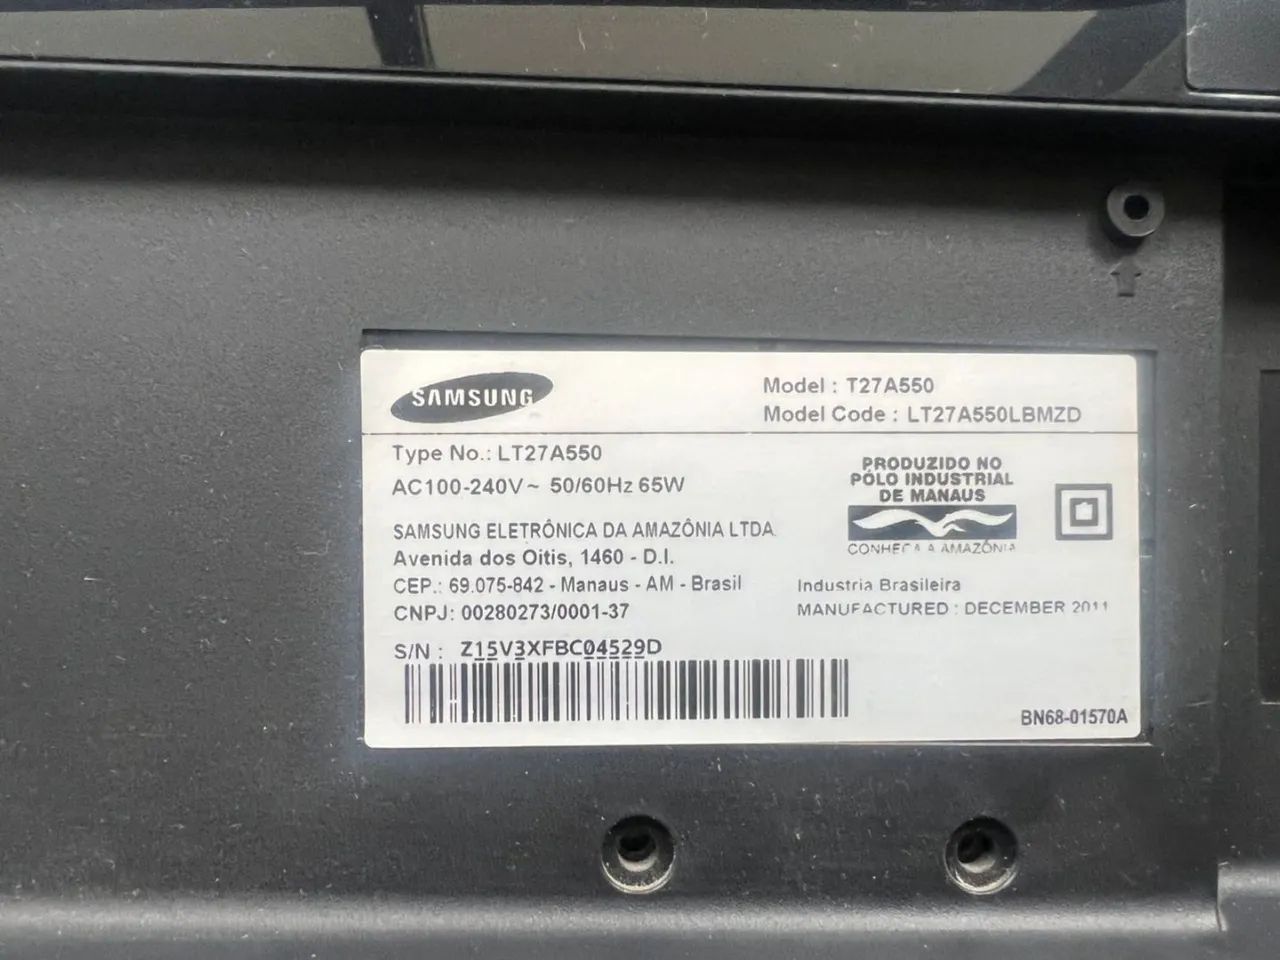 SAMSUNG
Model : T27A550
Model Code : LT27A550LBMZD
Type No.: LT27A550
AC100-240V~ 50/60Hz 65W
PRODUZIDO NO
PÓLO INDUSTRIAL
DE MANAUS
CONHEÇA A AMAZÔNIA
SAMSUNG ELETRÔNICA DA AMAZÔNIA LTDA
Avenida dos Oitis, 1460 - D.I.
CEP.: 69.075-842 - Manaus - AM - Brasil
CNPJ: 00280273/0001-37
Industria Brasileira
MANUFACTURED : DECEMBER 2011
S/N : Z15V3XFBC04529D
BN68-01570A